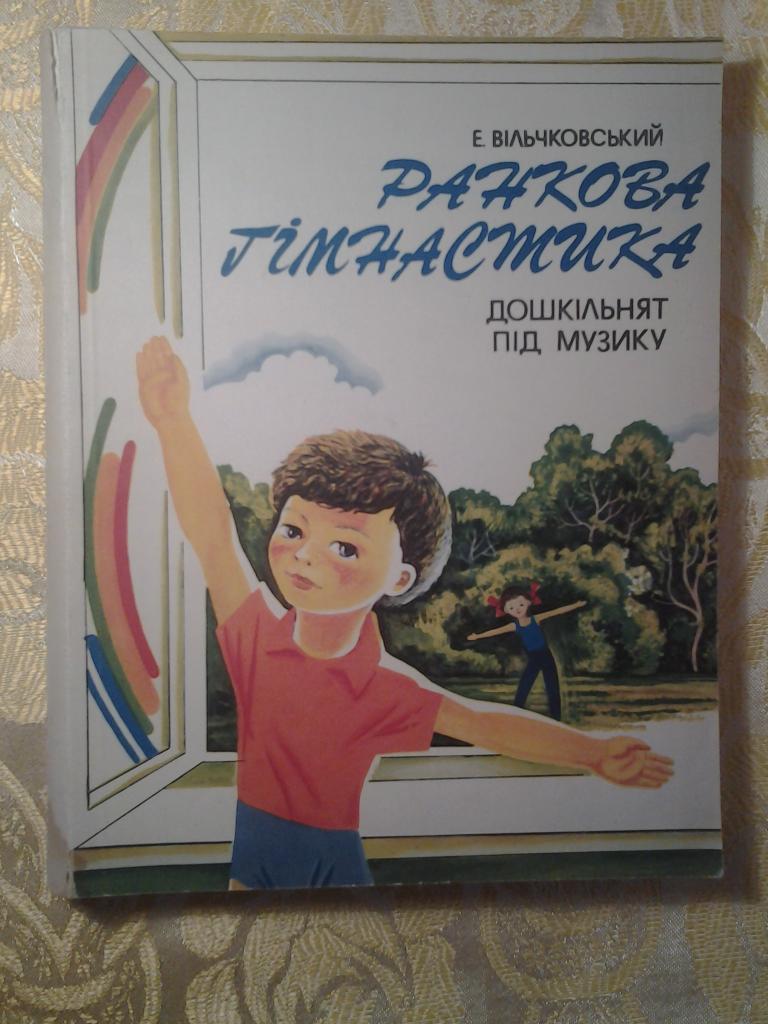 Е. ВІЛЬЧКОВСЬКИЙ
РАНКОВА
ГІМНАСТИКА
ДОШКІЛЬНЯТ
ПІД МУЗИКУ